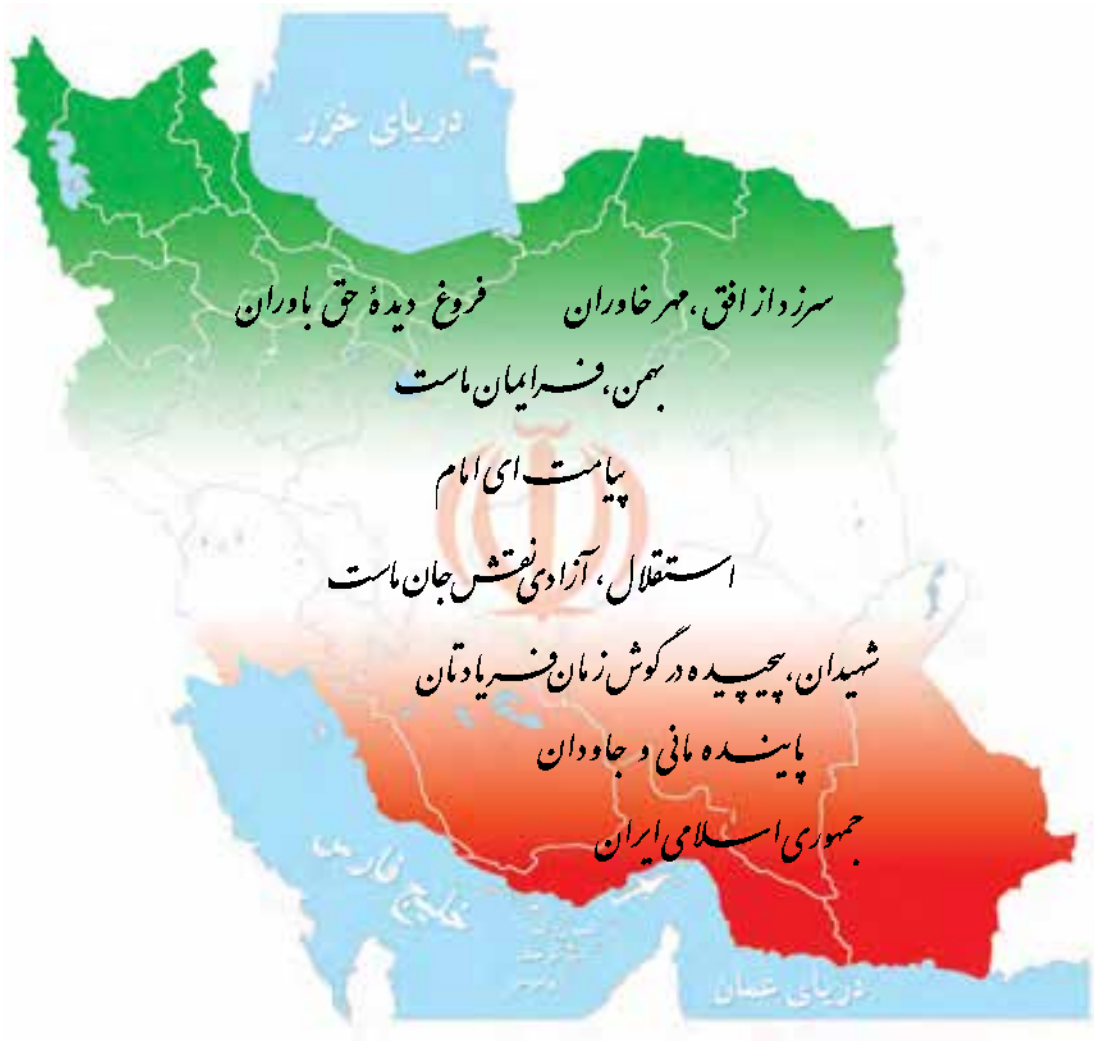 دریای خزر
سر زد از افق، مهر خاوران فروغ دیدهٔ حق باوران
بهمن، فر ایمان ماست
پیامت ای امام
استقلال، آزادی نقش جان ماست
شهیدان، پیچیده در گوش زمان فریادتان
پاینده مانی و جاودان
جمهوری اسلامی ایران
خلیج فارس
دریای عمان